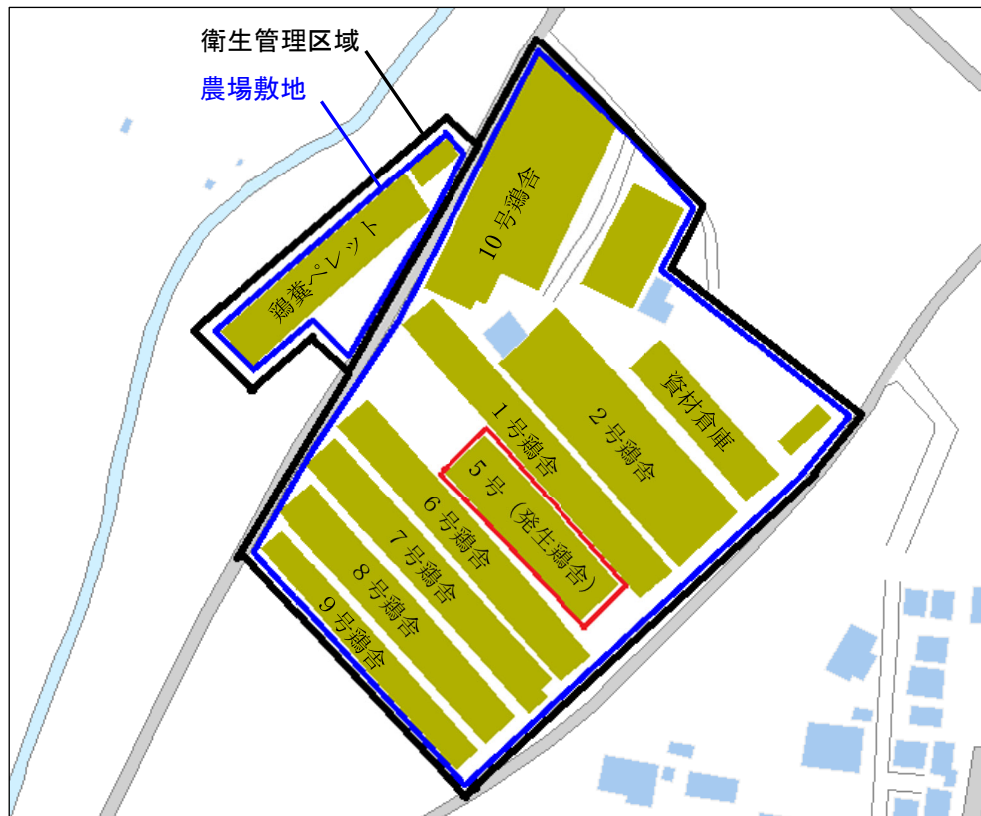 衛生管理区域
農場敷地
10号鶏舎
鶏糞ペレット
1号鶏舎
2号鶏舎
資材倉庫
5号（発生鶏舎）
6号鶏舎
7号鶏舎
8号鶏舎
9号鶏舎